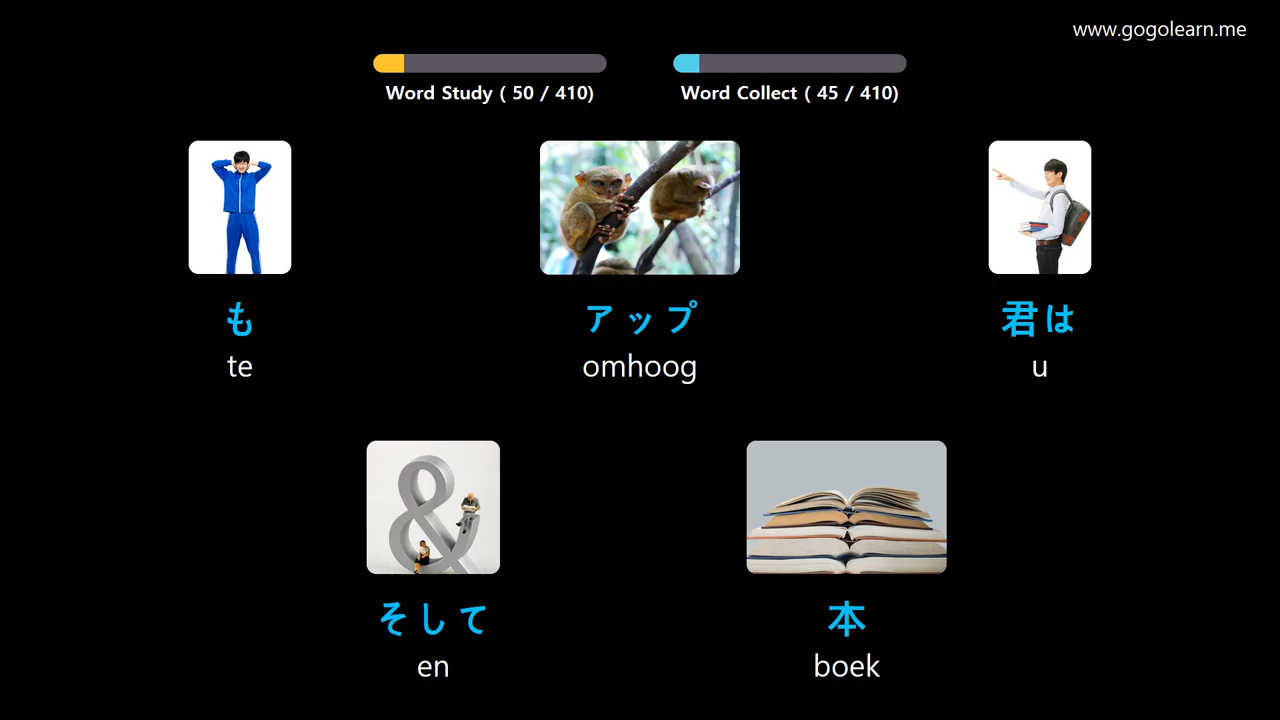 www.gogolearn.me
Word Study ( 50 / 410)
Word Collect ( 45 / 410)
も
te
アップ
omhoog
君は
u
そして
en
本
boek